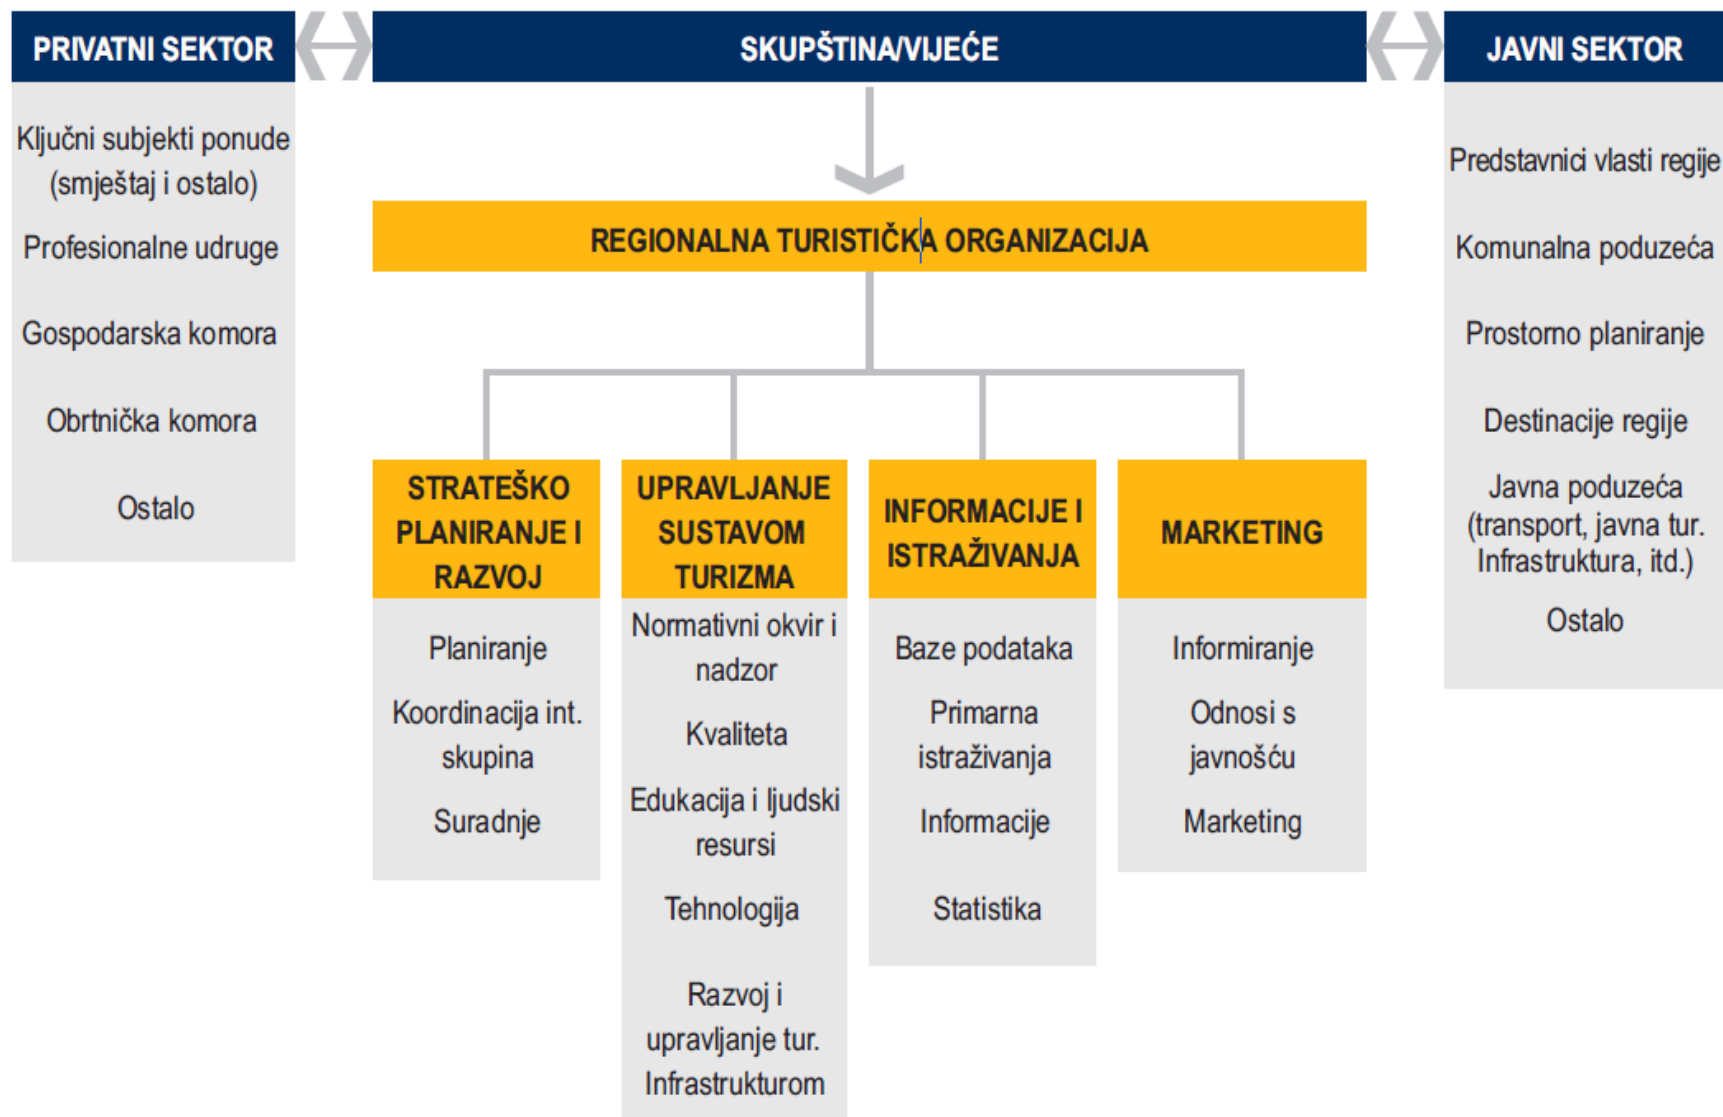 PRIVATNI SEKTOR
Ključni subjekti ponude
(smještaj i ostalo)
Profesionalne udruge
Gospodarska komora
Obrtnička komora
Ostalo
SKUPŠTINA/VIJEĆE
REGIONALNA TURISTIČKA ORGANIZACIJA
STRATEŠKO
PLANIRANJE I
RAZVOJ
Planiranje
Koordinacija int.
skupina
Suradnje
UPRAVLJANJE
SUSTAVOM
TURIZMA
Normativni okvir i
nadzor
Kvaliteta
Edukacija i ljudski
resursi
Tehnologija
Razvoj i
upravljanje tur.
Infrastrukturom
INFORMACIJE I
ISTRAŽIVANJA
Baze podataka
Primarna
istraživanja
Informacije
Statistika
MARKETING
Informiranje
Odnosi s
javnošću
Marketing
JAVNI SEKTOR
Predstavnici vlasti regije
Komunalna poduzeća
Prostorno planiranje
Destinacije regije
Javna poduzeća
(transport, javna tur.
Infrastruktura, itd.)
Ostalo